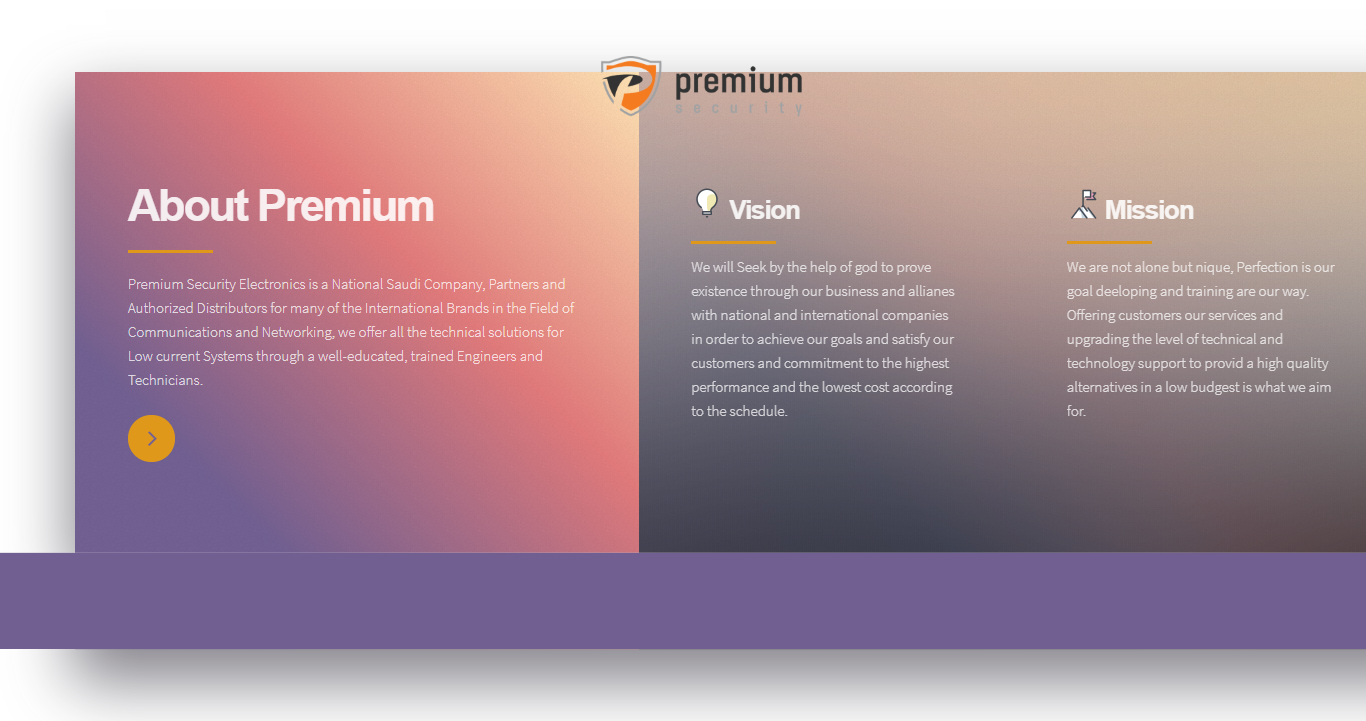 premium
security
About Premium
Premium Security Electronics is a National Saudi Company, Partners and
Authorized Distributors for many of the International Brands in the Field of
Communications and Networking, we offer all the technical solutions for
Low current Systems through a well-educated, trained Engineers and
Technicians.
Vision
We will Seek by the help of god to prove
existence through our business and allianes
with national and international companies
in order to achieve our goals and satisfy our
customers and commitment to the highest
performance and the lowest cost according
to the schedule.
Mission
We are not alone but nique, Perfection is our
goal deeloping and training are our way.
Offering customers our services and
upgrading the level of technical and
technology support to provid a high quality
alternatives in a low budgest is what we aim
for.